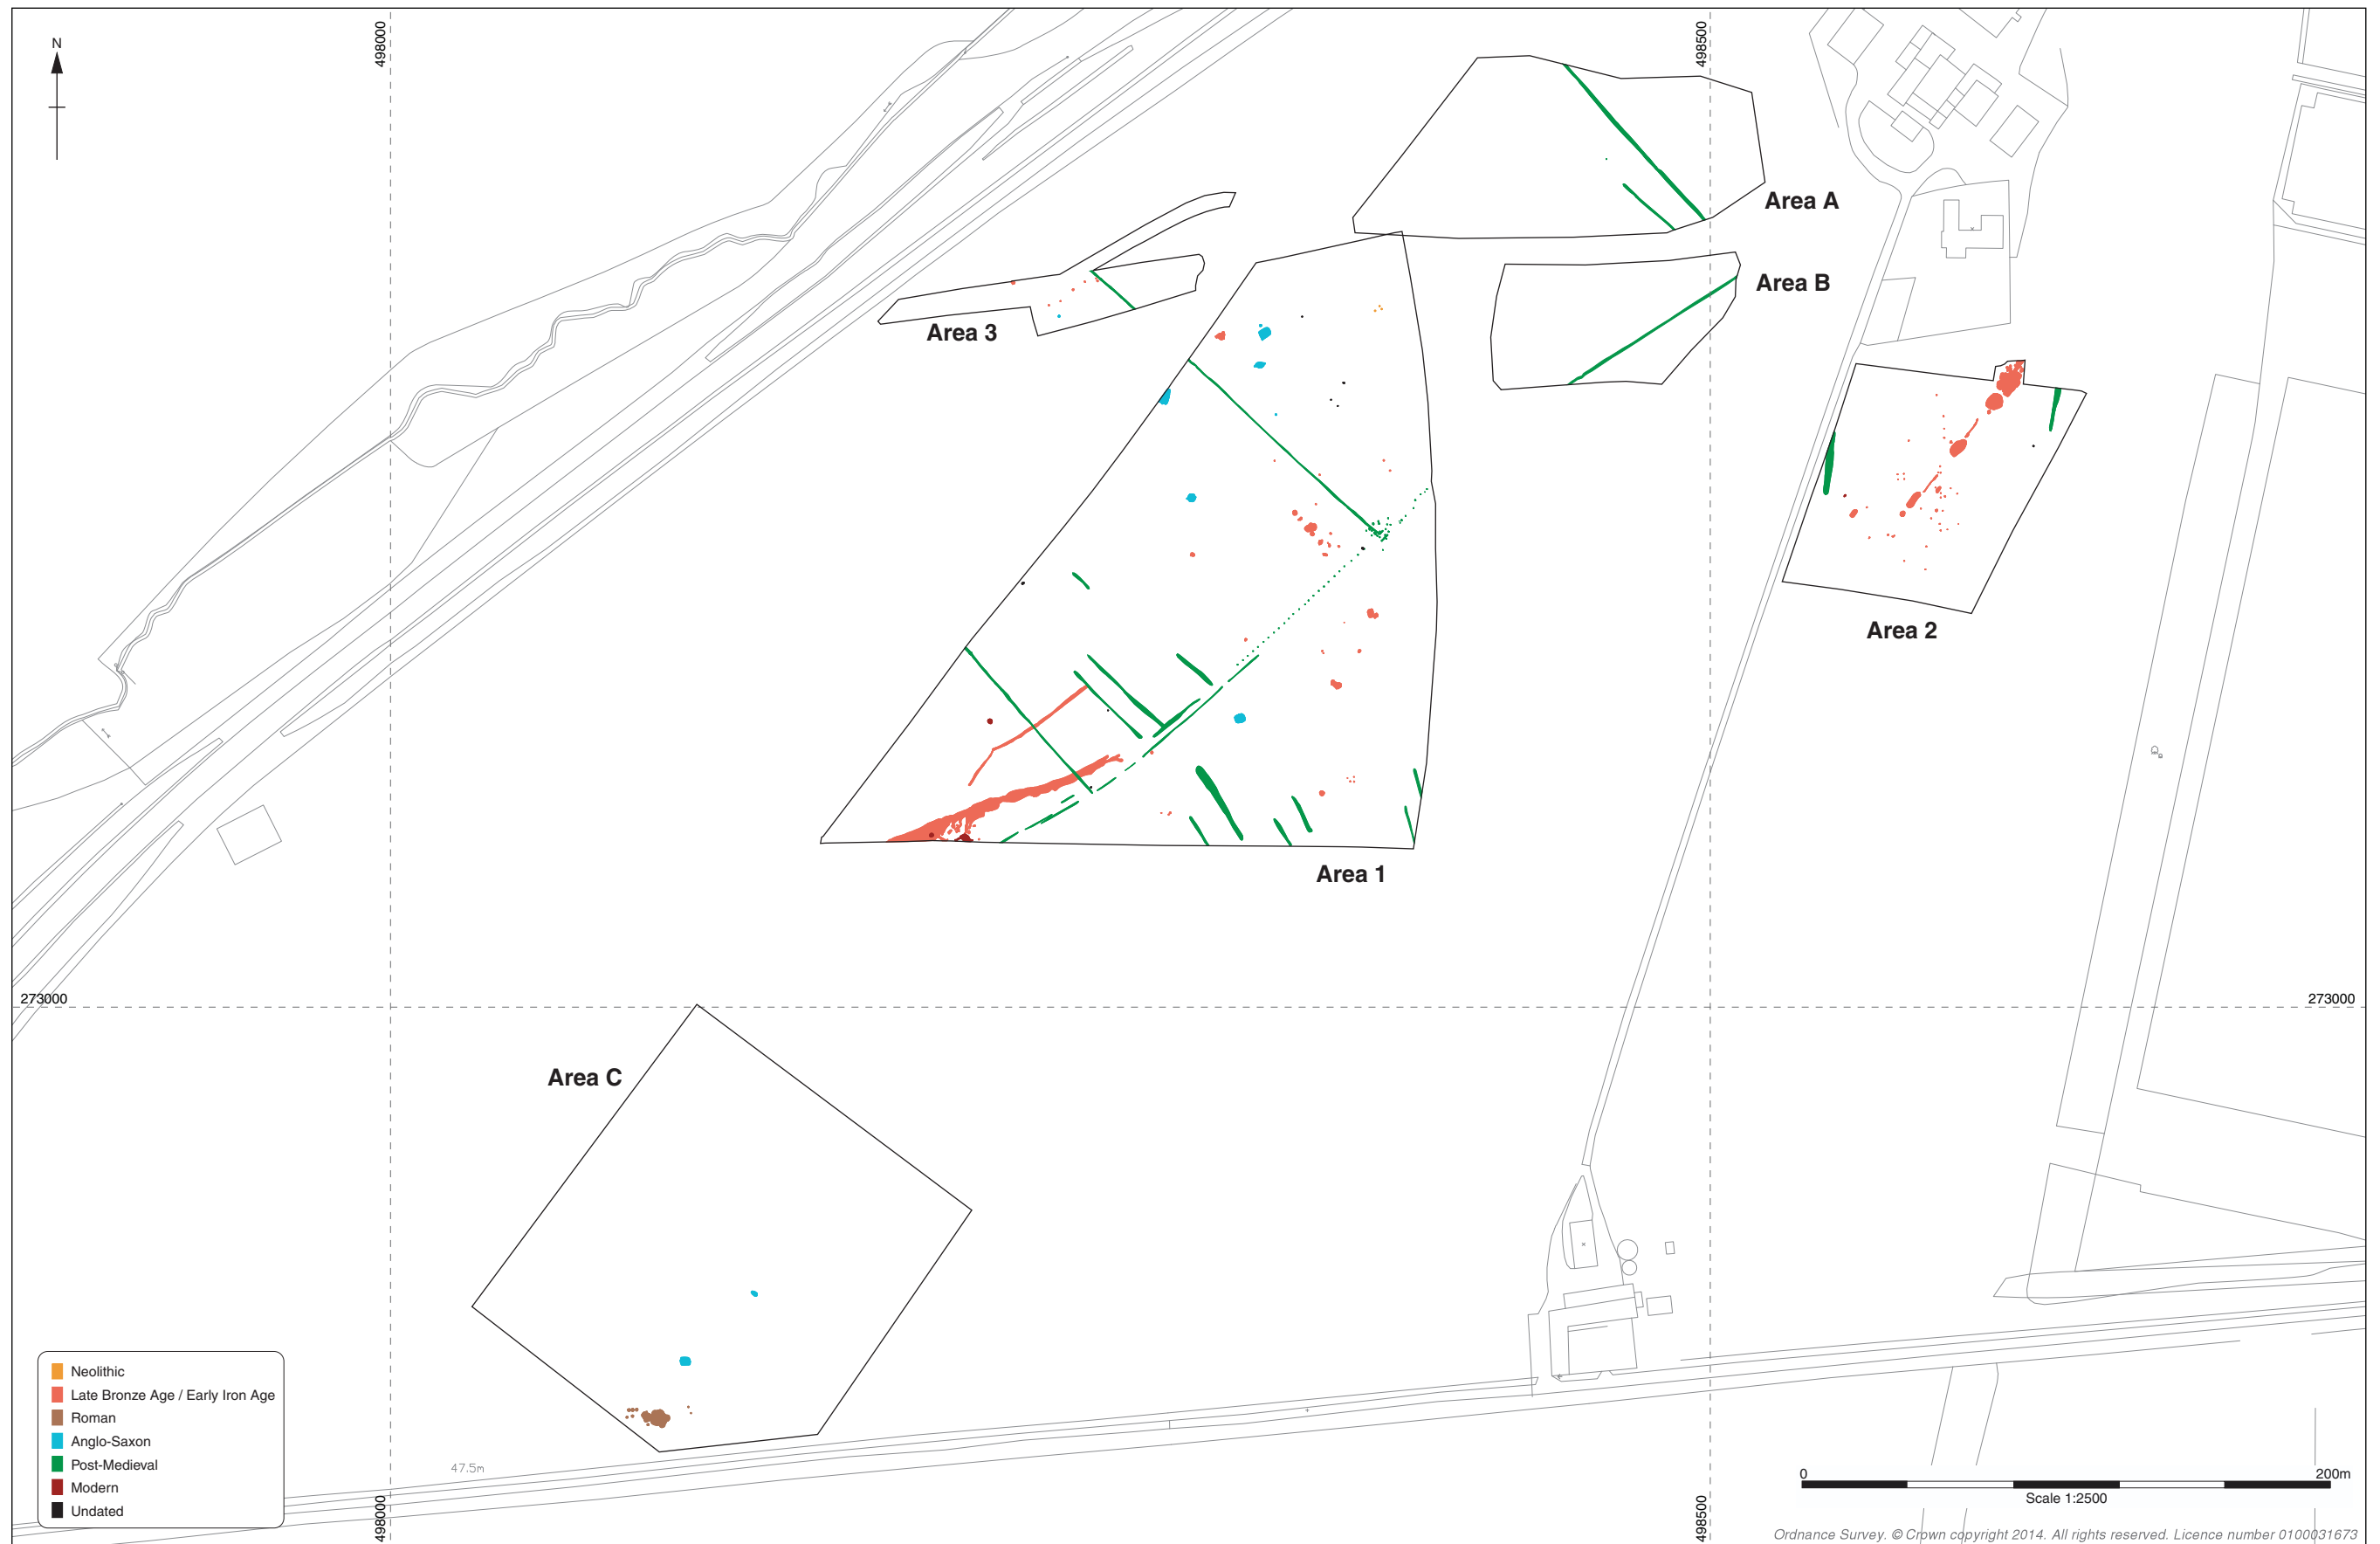 N
498000
498500
Area A
Area B
Area 3
Area 2
Area 1
273000
273000
Area C
Neolithic
Late Bronze Age / Early Iron Age
Roman
Anglo-Saxon
Post-Medieval
Modern
Undated
47.5m
498000
498500
0
200m
Scale 1:2500
Ordnance Survey. © Crown copyright 2014. All rights reserved. Licence number 0100031673